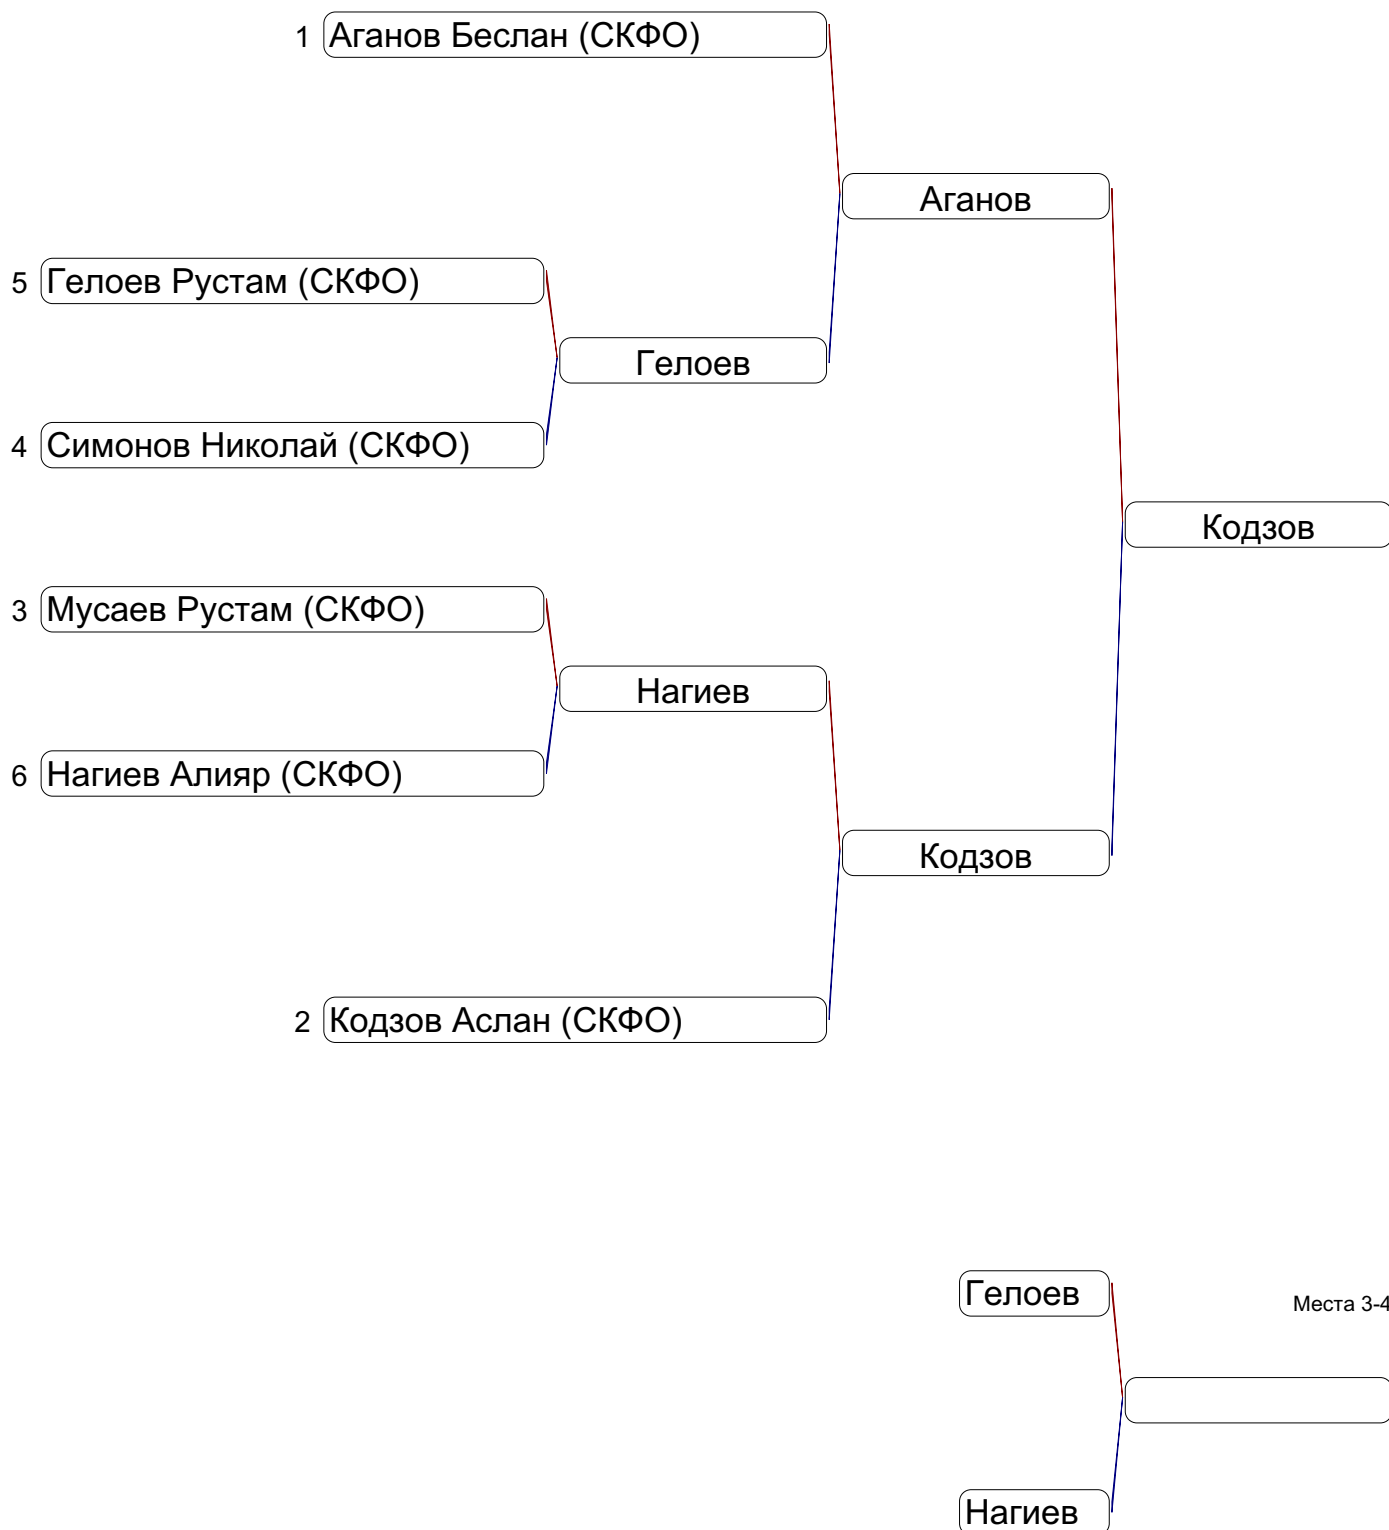 1 Аганов Беслан (СКФО)
Аганов
5 Гелоев Рустам (СКФО)
Гелоев
4 Симонов Николай (СКФО)
Кодзов
3 Мусаев Рустам (СКФО)
Нагиев
6 Нагиев Алияр (СКФО)
Кодзов
2 Кодзов Аслан (СКФО)
Гелоев
Места 3-4
Нагиев